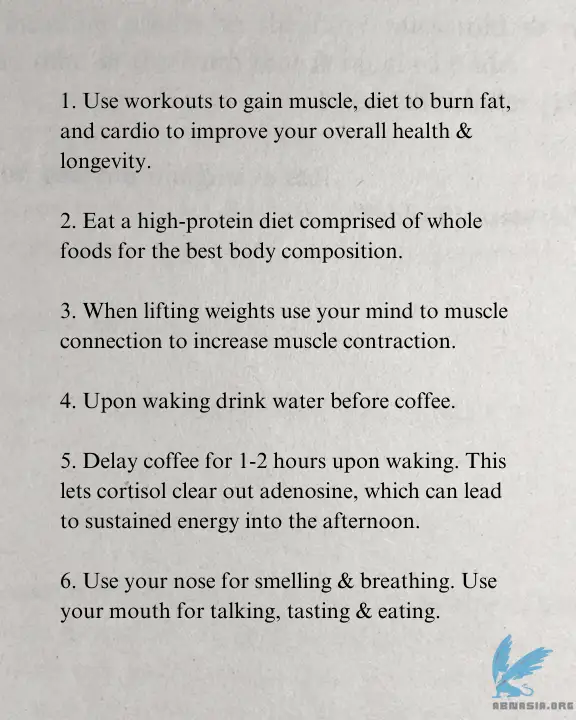 1. Use workouts to gain muscle, diet to burn fat,
and cardio to improve your overall health &
longevity.
2. Eat a high-protein diet comprised of whole
foods for the best body composition.
3. When lifting weights use your mind to muscle
connection to increase muscle contraction.
4. Upon waking drink water before coffee.
5. Delay coffee for 1-2 hours upon waking. This
lets cortisol clear out adenosine, which can lead
to sustained energy into the afternoon.
6. Use your nose for smelling & breathing. Use
your mouth for talking, tasting & eating.
ABNASIA.ORG